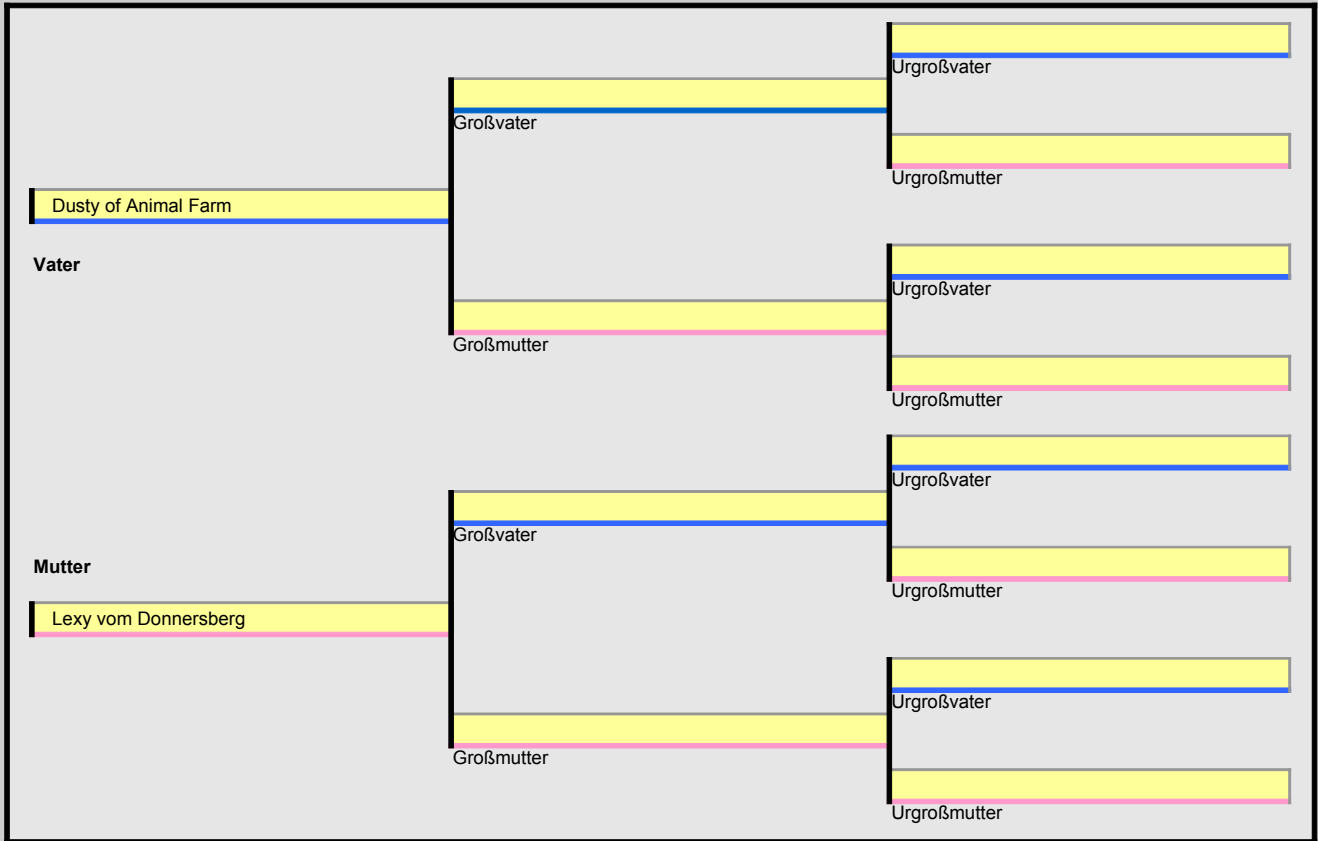 Urgroßvater
Großvater
Urgroßmutter
Dusty of Animal Farm
Vater
Urgroßvater
Großmutter
Urgroßmutter
Urgroßvater
Großvater
Mutter
Urgroßmutter
Lexy vom Donnersberg
Urgroßvater
Großmutter
Urgroßmutter